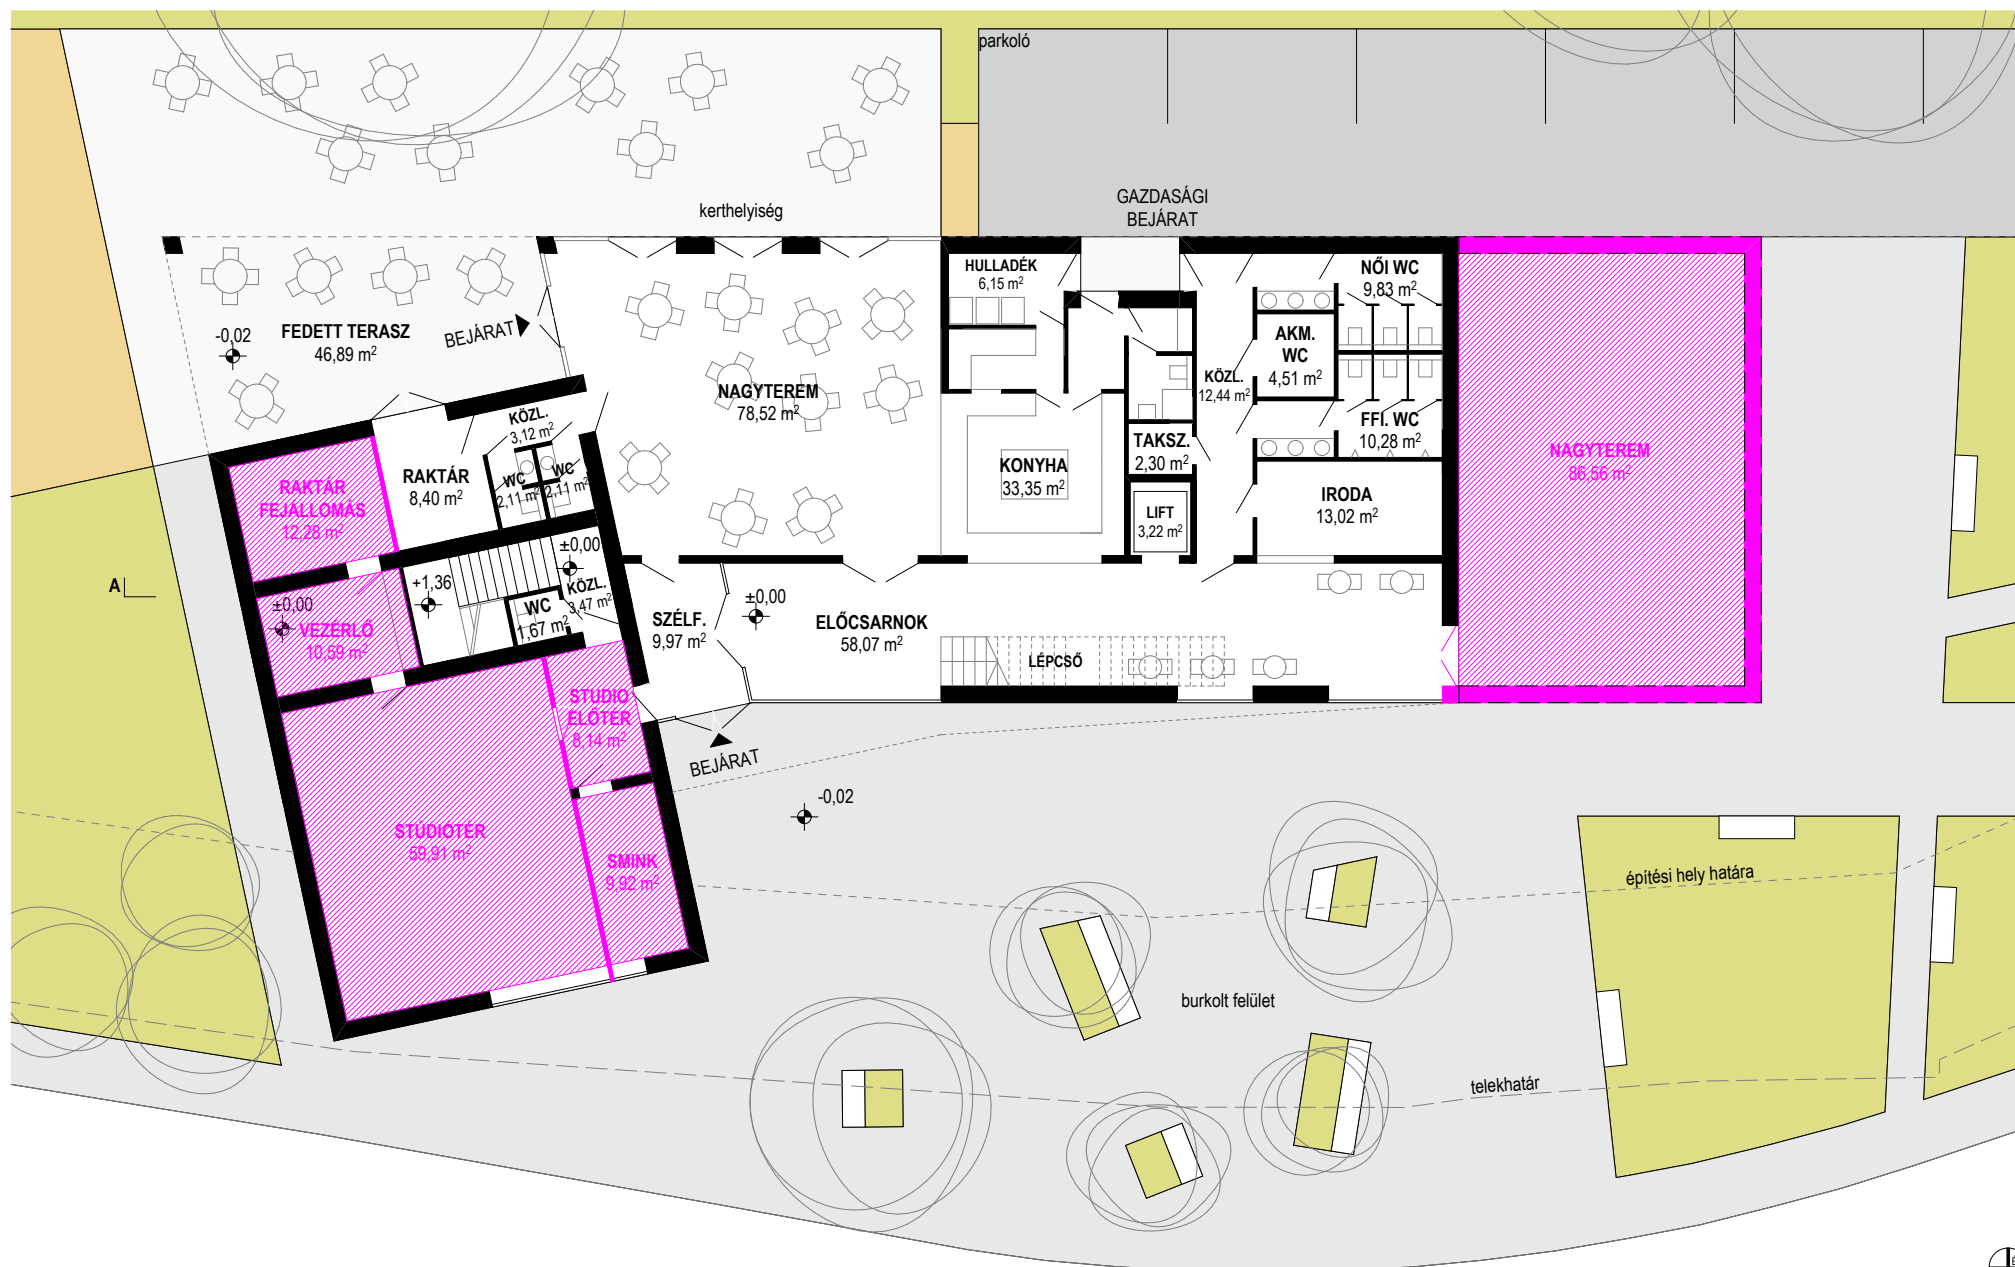 parkoló
GAZDASÁGI
BEJÁRAT
kerthelyiség
HULLADÉK
6,15 m²
NŐI WC
9,83 m²
-0,02
FEDETT TERASZ
46,89 m²
BEJÁRAT
AKM.
WC
4,51 m²
KÖZL.
12,44 m²
NAGYTEREM
78,52 m²
KÖZL.
3,12 m²
FFI. WC
10,28 m²
TAKSZ.
2,30 m²
NAGYTEREM
86,56 m²
KONYHA
33,35 m²
RAKTÁR
8,40 m²
WC
2,11 m²
WC
2,11 m²
RAKTÁR
FEJÁLLOMÁS
12,28 m²
IRODA
13,02 m²
LIFT
3,22 m²
±0,00
A
+1,36
KÖZL.
3,47 m²
±0,00
VEZÉRLŐ
10,59 m²
WC
1,67 m²
SZÉLF.
9,97 m²
±0,00
ELŐCSARNOK
58,07 m²
LÉPCSŐ
STUDIO
ELŐTÉR
8,14 m²
BEJÁRAT
-0,02
STÚDIÓTÉR
59,91 m²
SMINK
9,92 m²
építési hely határa
burkolt felület
telekhatár